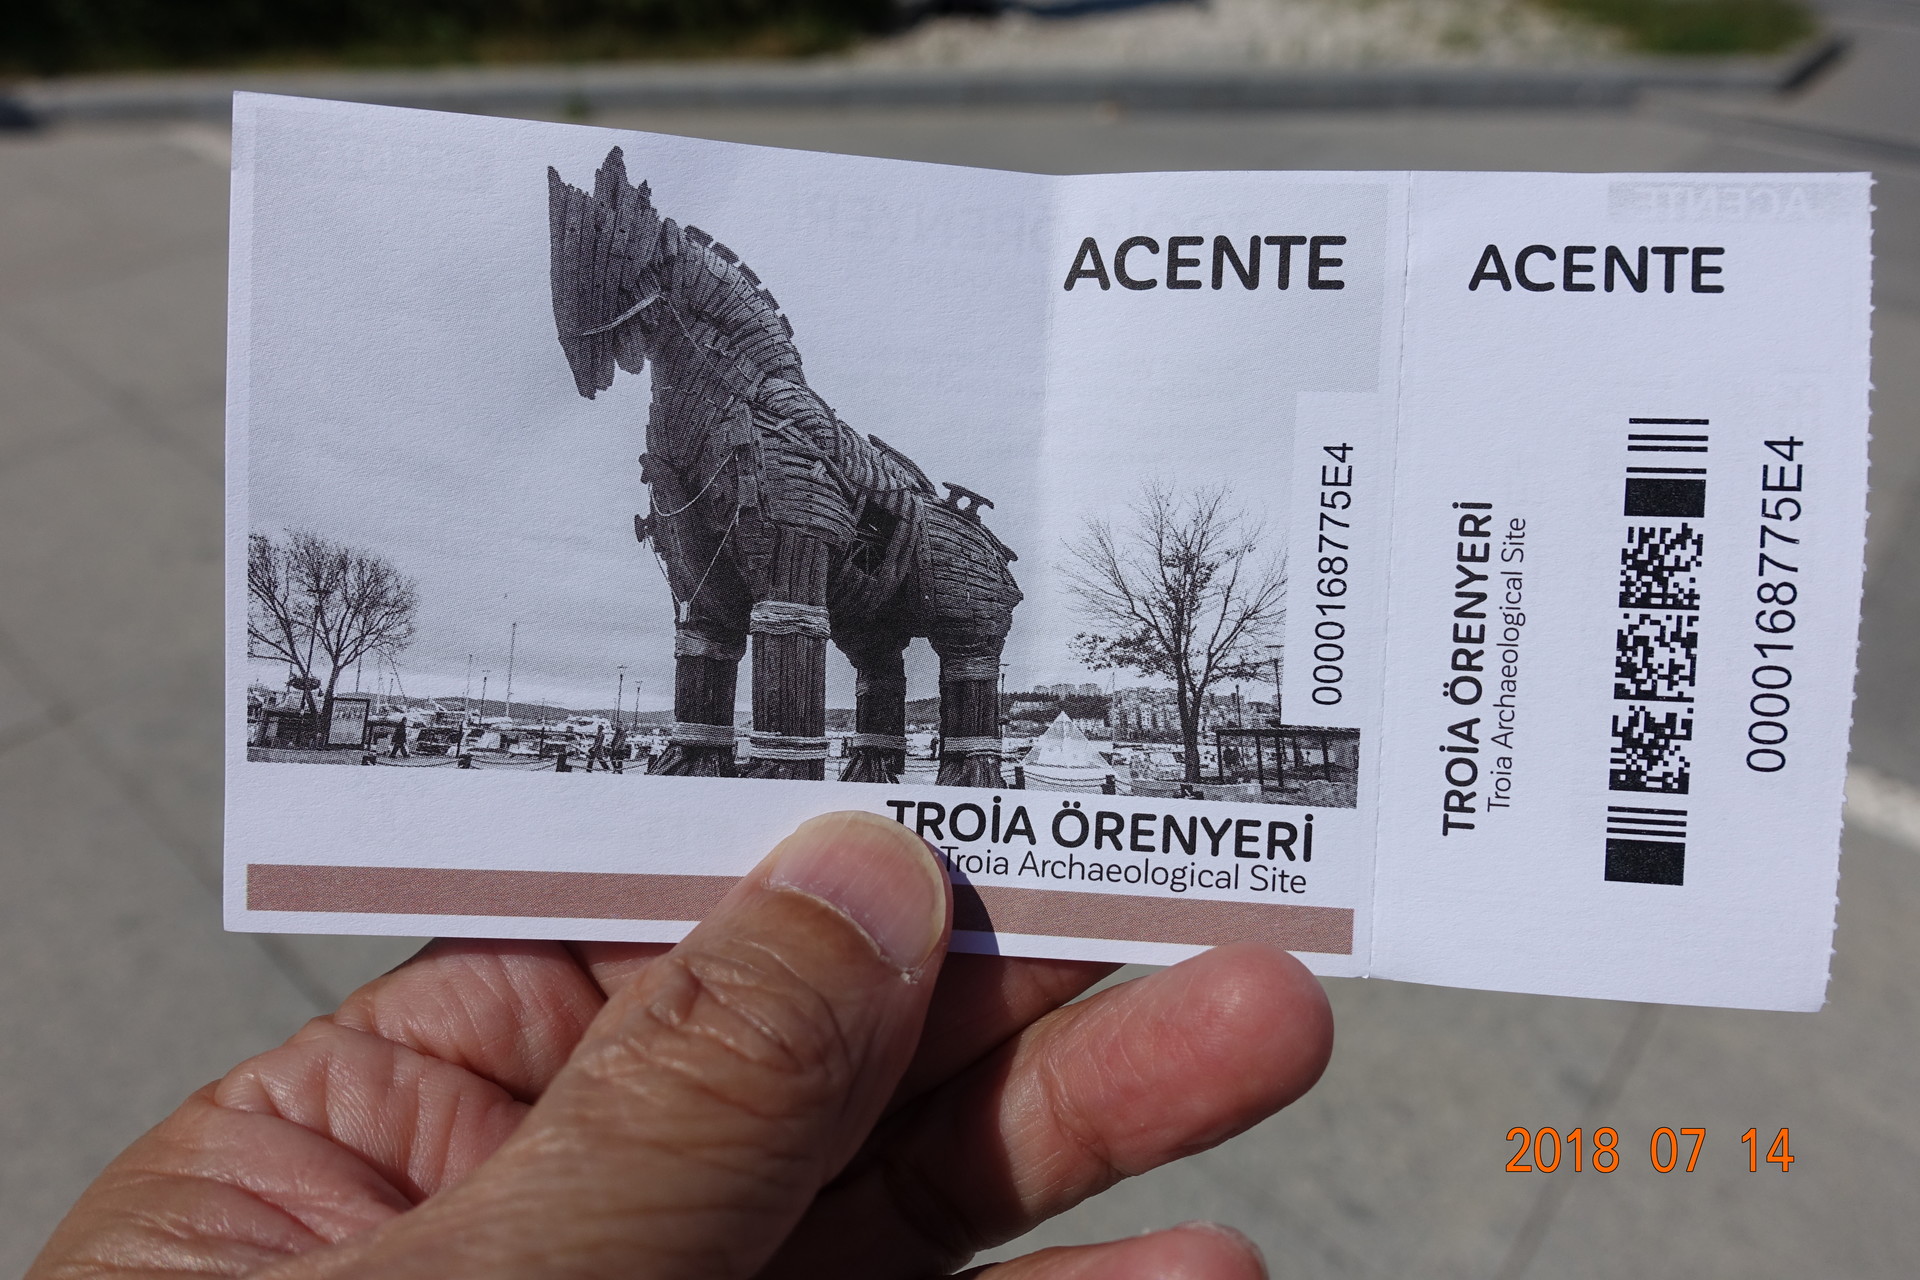 ACENTE
0000168775E4
TROİA ÖRENYERİ
Troia Archaeological Site
ACENTE
TROİA ÖRENYERİ
Troia Archaeological Site
0000168775E4
2018 07 14